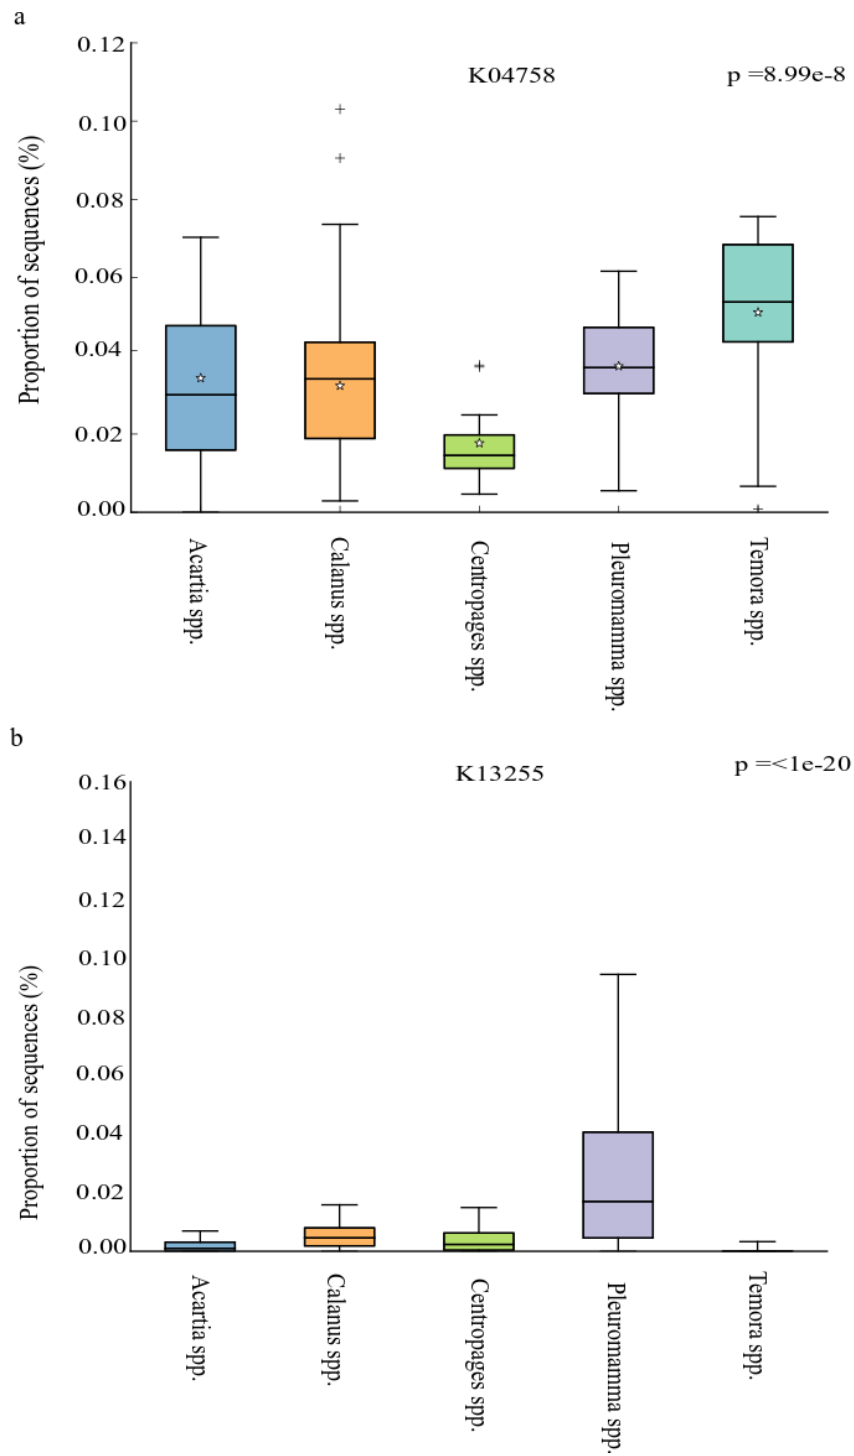 a
K04758
p =8.99e-8
Proportion of sequences (%)
0.12
0.10
0.08
0.06
0.04
0.02
0.00
Acartia spp.
Calanus spp.
Centropages spp.
Pleuromamma spp.
Temora spp.
b
K13255
p =<1e-20
Proportion of sequences (%)
0.16
0.14
0.12
0.10
0.08
0.06
0.04
0.02
0.00
Acartia spp.
Calanus spp.
Centropages spp.
Pleuromamma spp.
Temora spp.